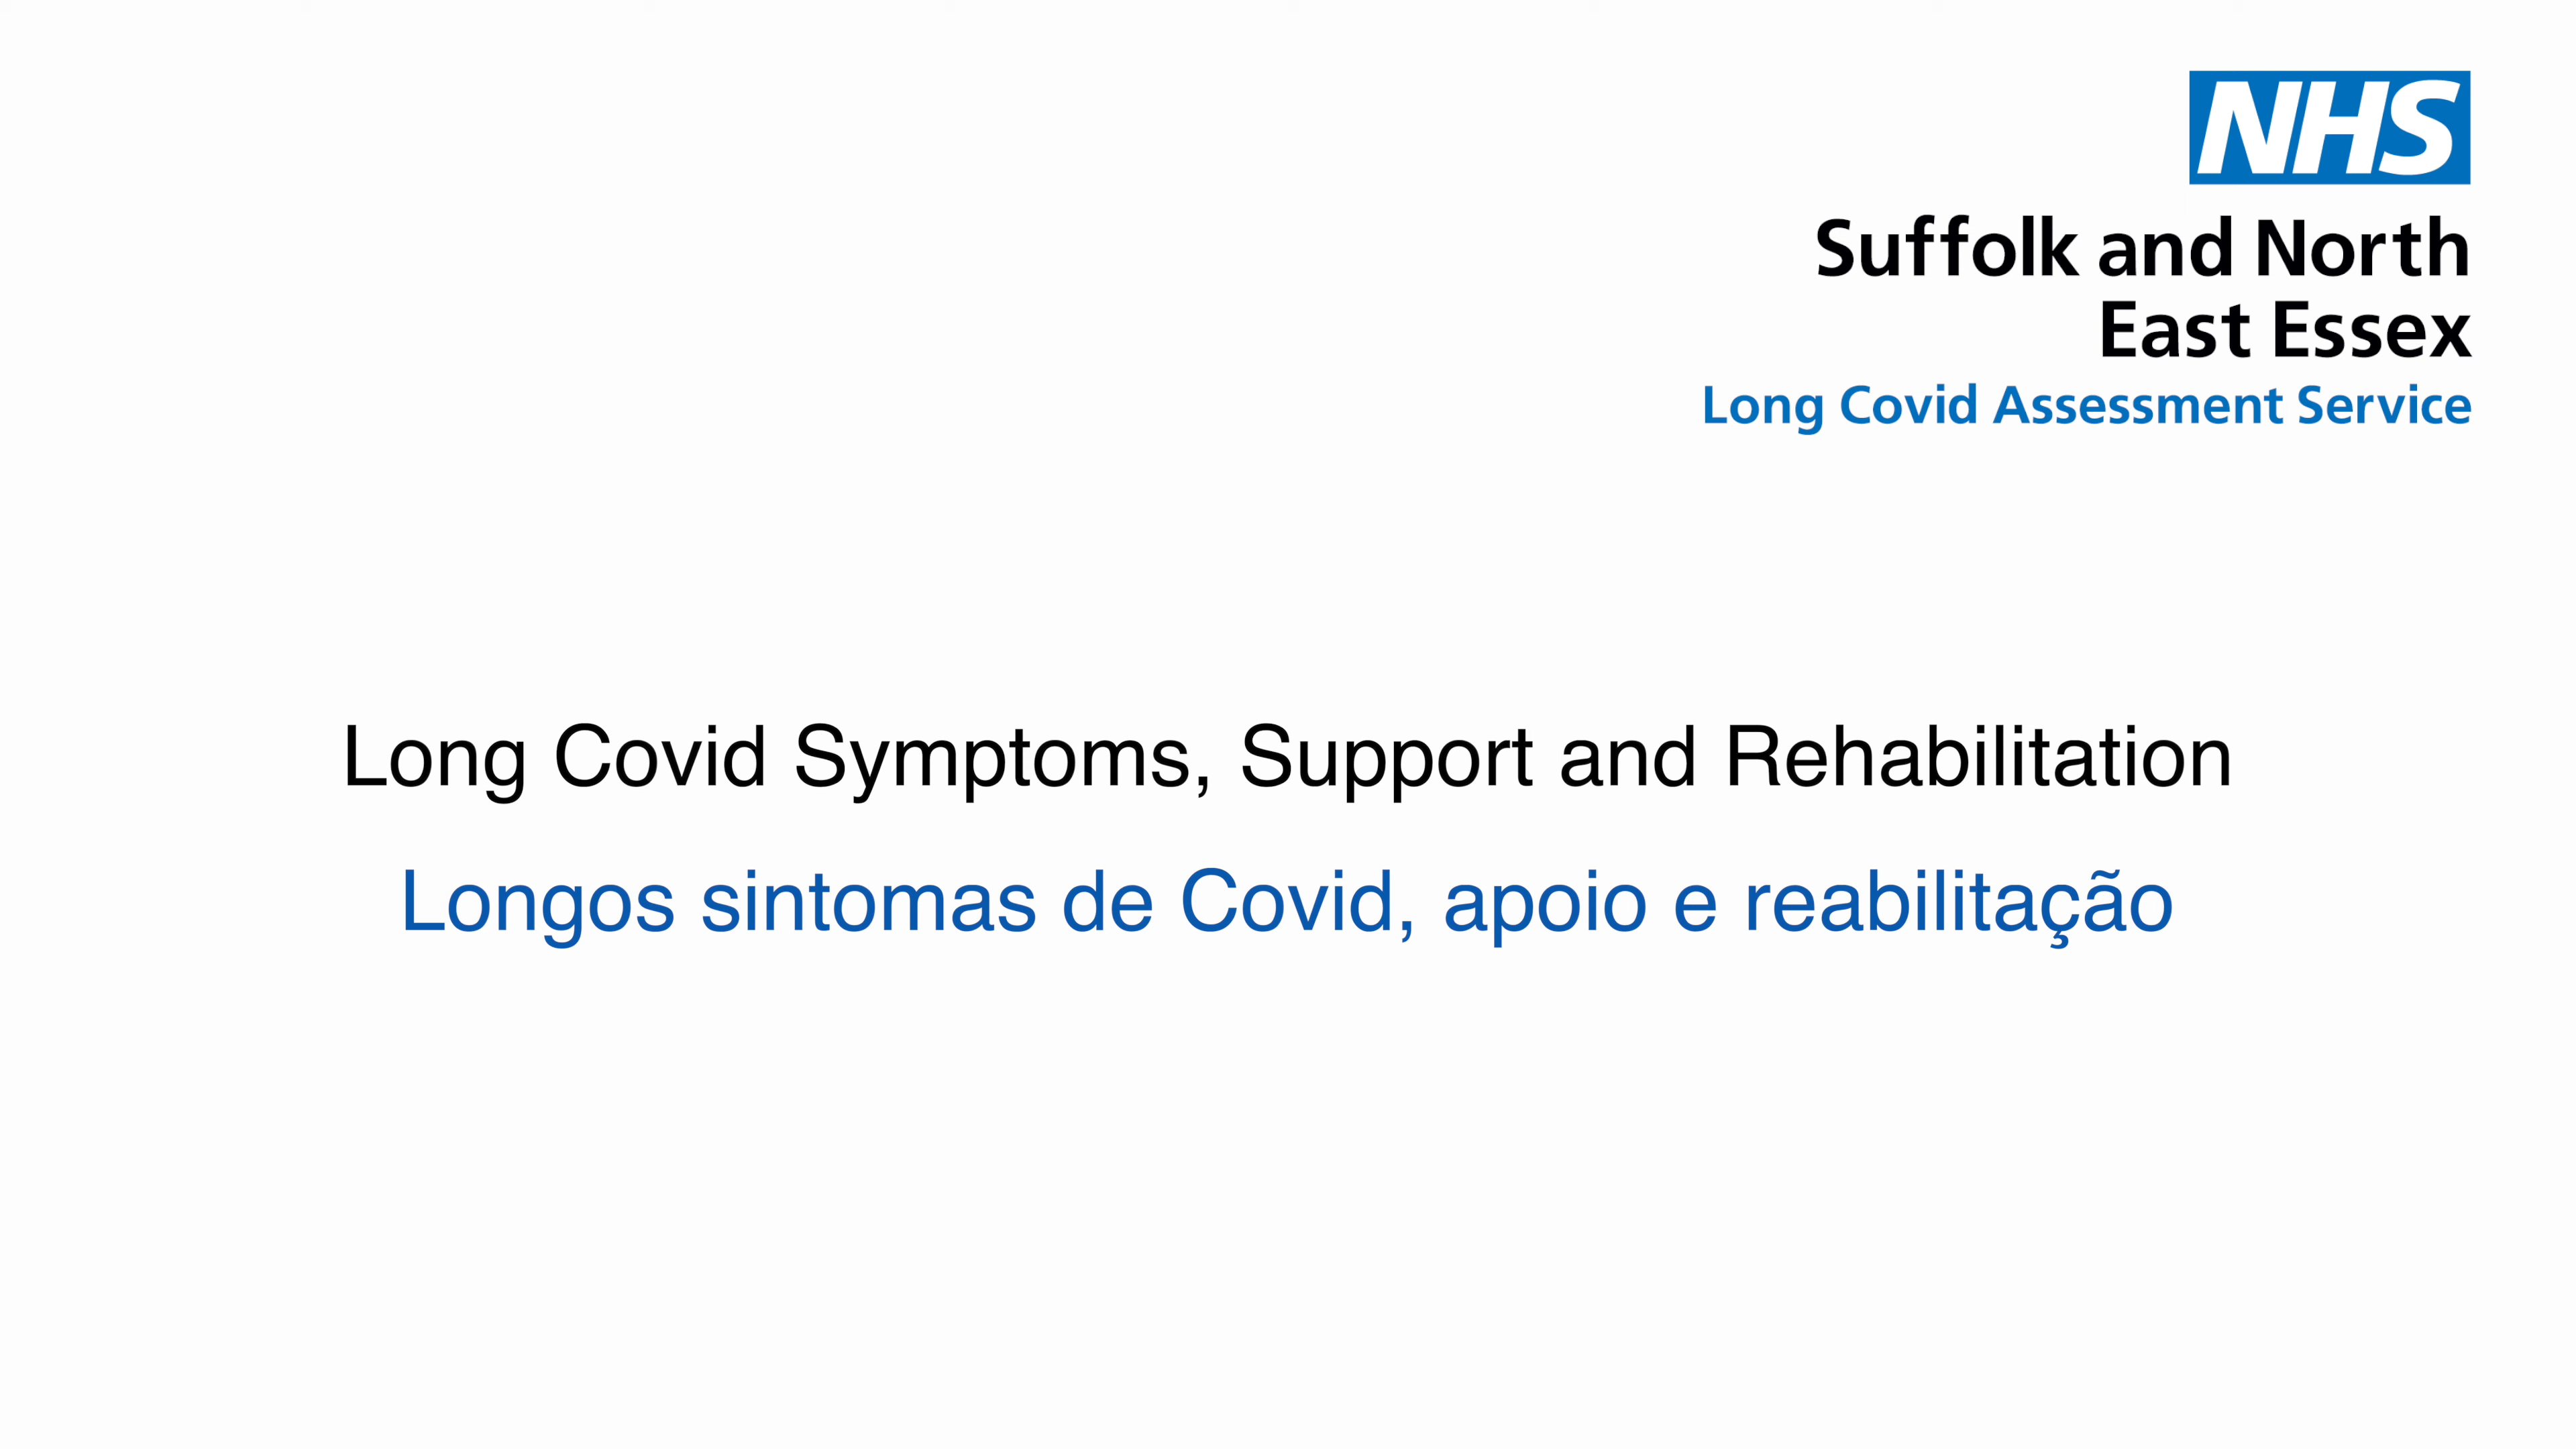 NHS
Suffolk and North
East Essex
Long Covid Assessment Service
Long Covid Symptoms, Support and Rehabilitation
Longos sintomas de Covid, apoio e reabilitação